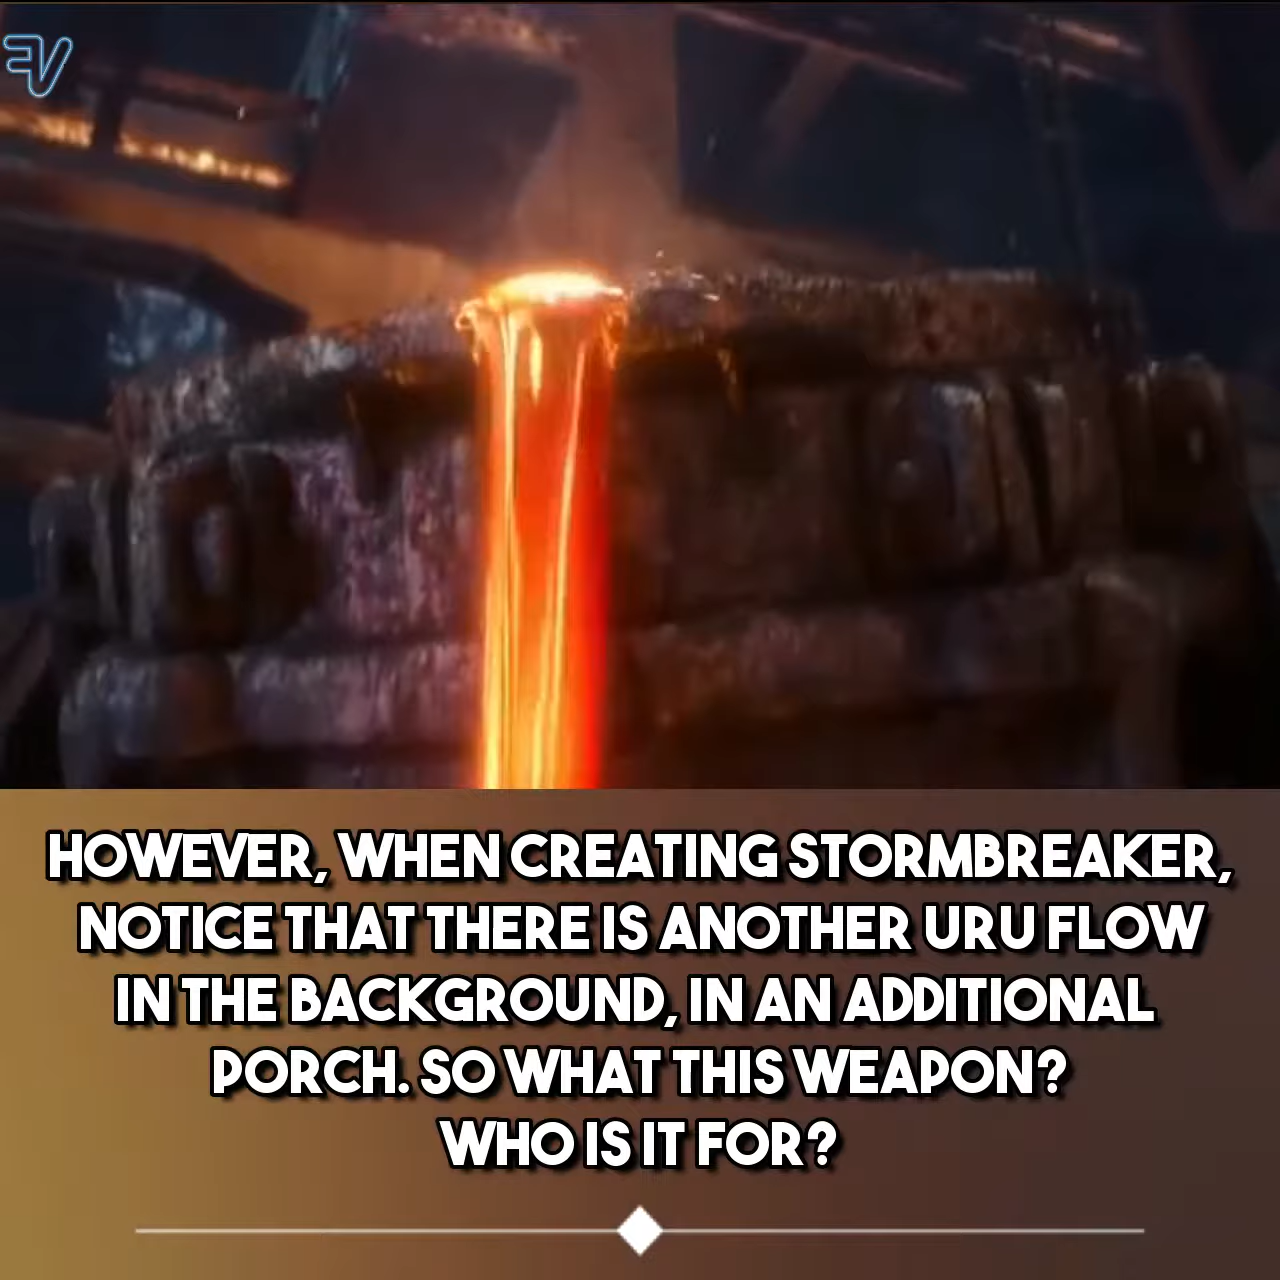 FV
HOWEVER, WHEN CREATING STORMBREAKER,
NOTICE THAT THERE IS ANOTHER URU FLOW
IN THE BACKGROUND, IN AN ADDITIONAL
PORCH. SO WHAT THIS WEAPON?
WHO IS IT FOR?